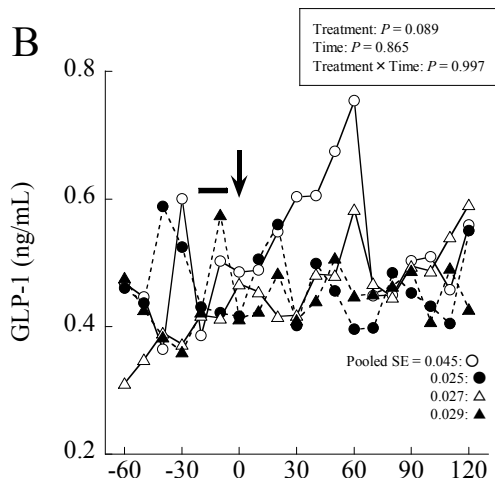 B
Treatment: P = 0.089
Time: P = 0.865
Treatment × Time: P = 0.997
GLP-1 (ng/mL)
0.8
0.6
0.4
0.2
Pooled SE = 0.045: ○
0.025: ●
0.027: △
0.029: ▲
-60 -30 0 30 60 90 120